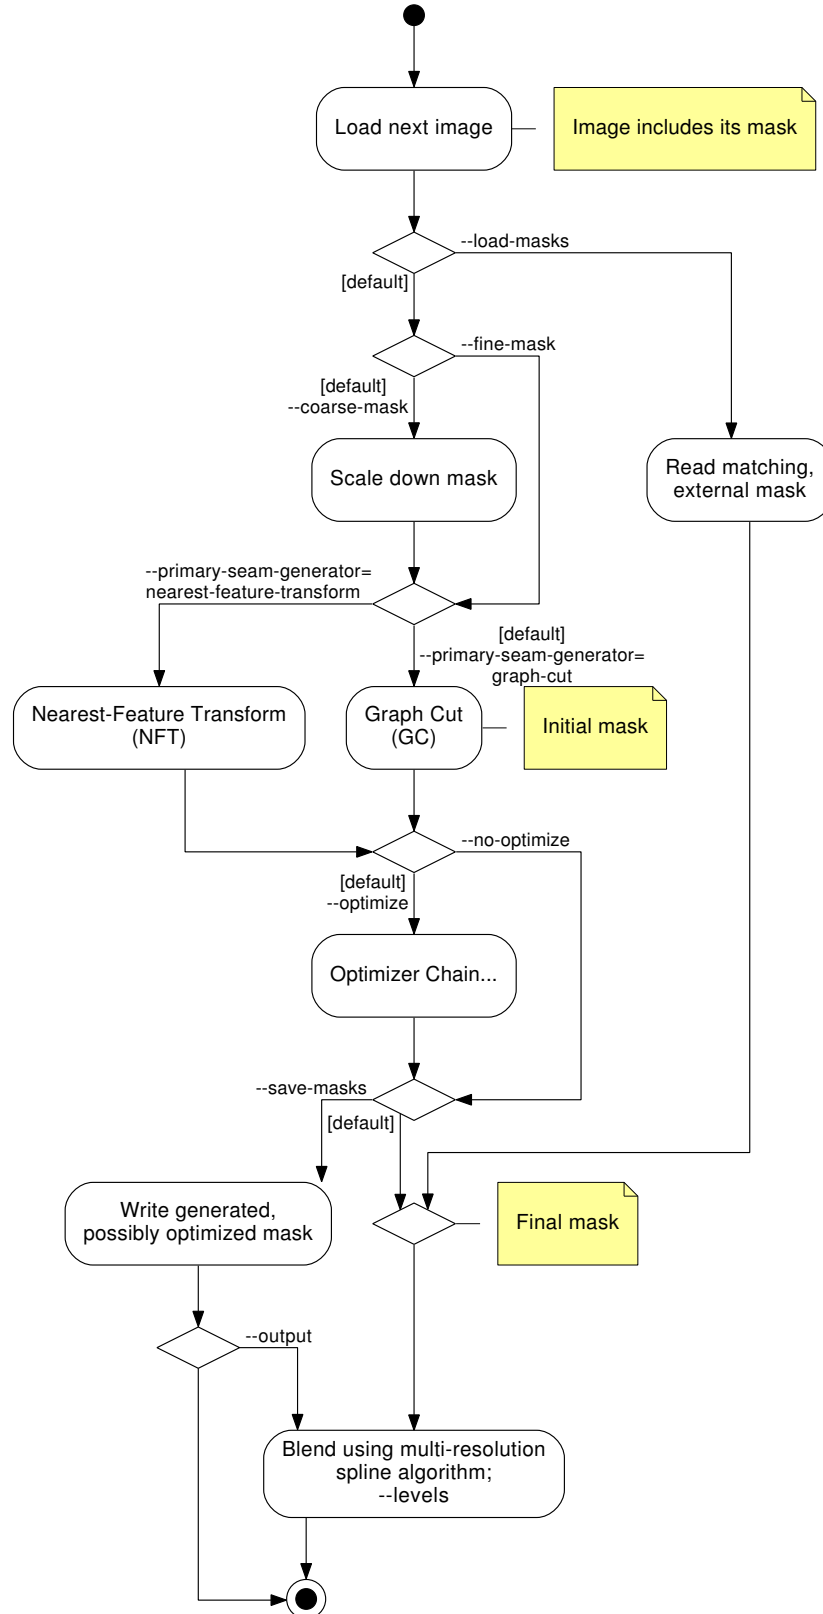 Load next image
Image includes its mask
--load-masks
[default]
--fine-mask
[default]
--coarse-mask
Scale down mask
Read matching,
external mask
--primary-seam-generator=
nearest-feature-transform
[default]
--primary-seam-generator=
graph-cut
Nearest-Feature Transform
(NFT)
Graph Cut
(GC)
Initial mask
--no-optimize
[default]
--optimize
Optimizer Chain...
--save-masks
[default]
Write generated,
possibly optimized mask
Final mask
--output
Blend using multi-resolution
spline algorithm;
--levels